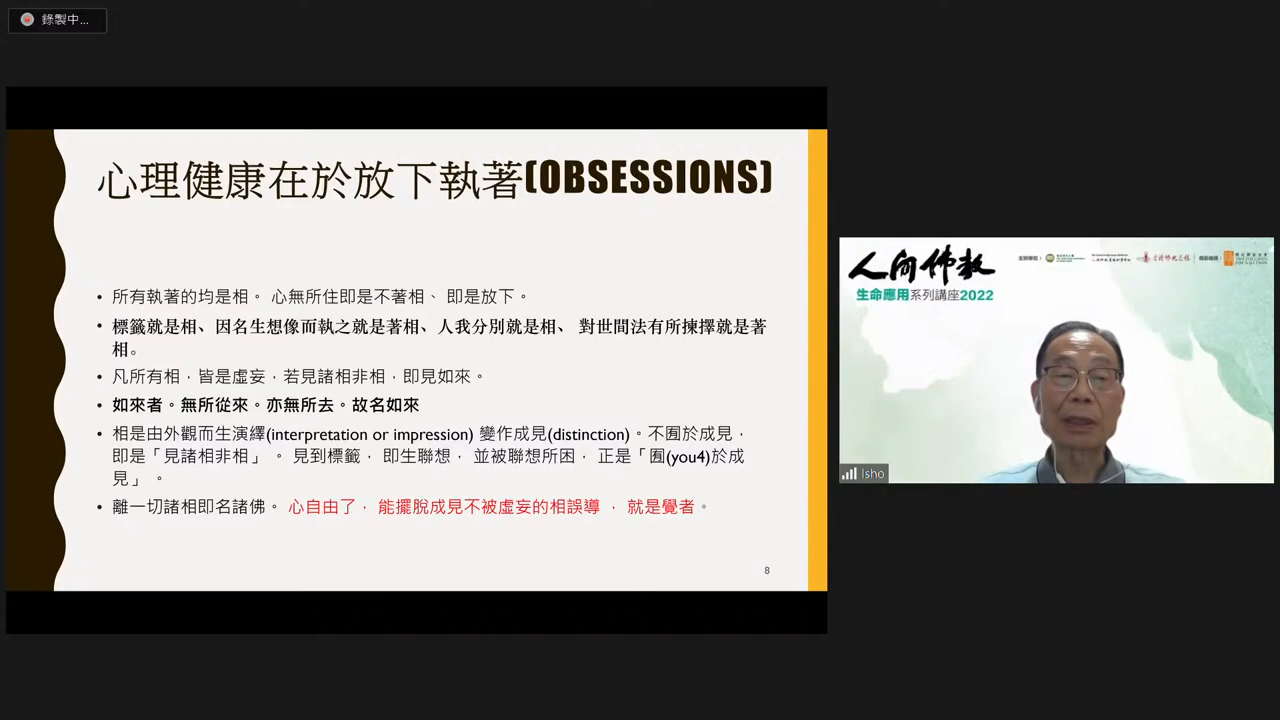 錄製中...
心理健康在於放下執著(OBSESSIONS)
• 所有執著的均是相。 心無所住即是不著相、 即是放下。
• 標籤就是相、因名生想像而執之就是著相、人我分別就是相、 對世間法有所揀擇就是著
相。
• 凡所有相，皆是虛妄，若見諸相非相，即見如來。
• 如來者。無所從來。亦無所去。故名如來
• 相是由外觀而生演繹(interpretation or impression) 變作成見(distinction)。不囿於成見，
即是「見諸相非相」 。 見到標籤， 即生聯想， 並被聯想所困， 正是「囿(you4)於成
見」 。
• 離一切諸相即名諸佛。 心自由了， 能擺脫成見不被虛妄的相誤導 ， 就是覺者。
8
人間佛教
生命應用系列講座2022
主辦單位：
Isho